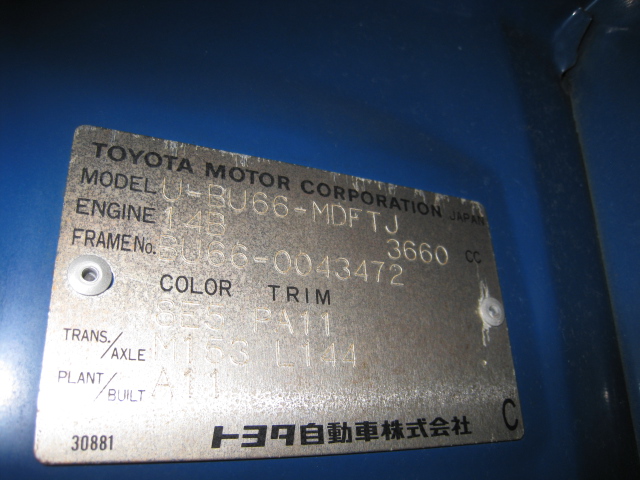 TOYOTA MOTOR CORPORATION JAPAN
MODEL U-BU66-MDFTJ
ENGINE 14B 3660 CC
FRAME No. BU66-0043472
COLOR TRIM
PA11
TRANS./AXLE M153 L144
PLANT/BUILT A11
30881 トヨタ自動車株式会社 C